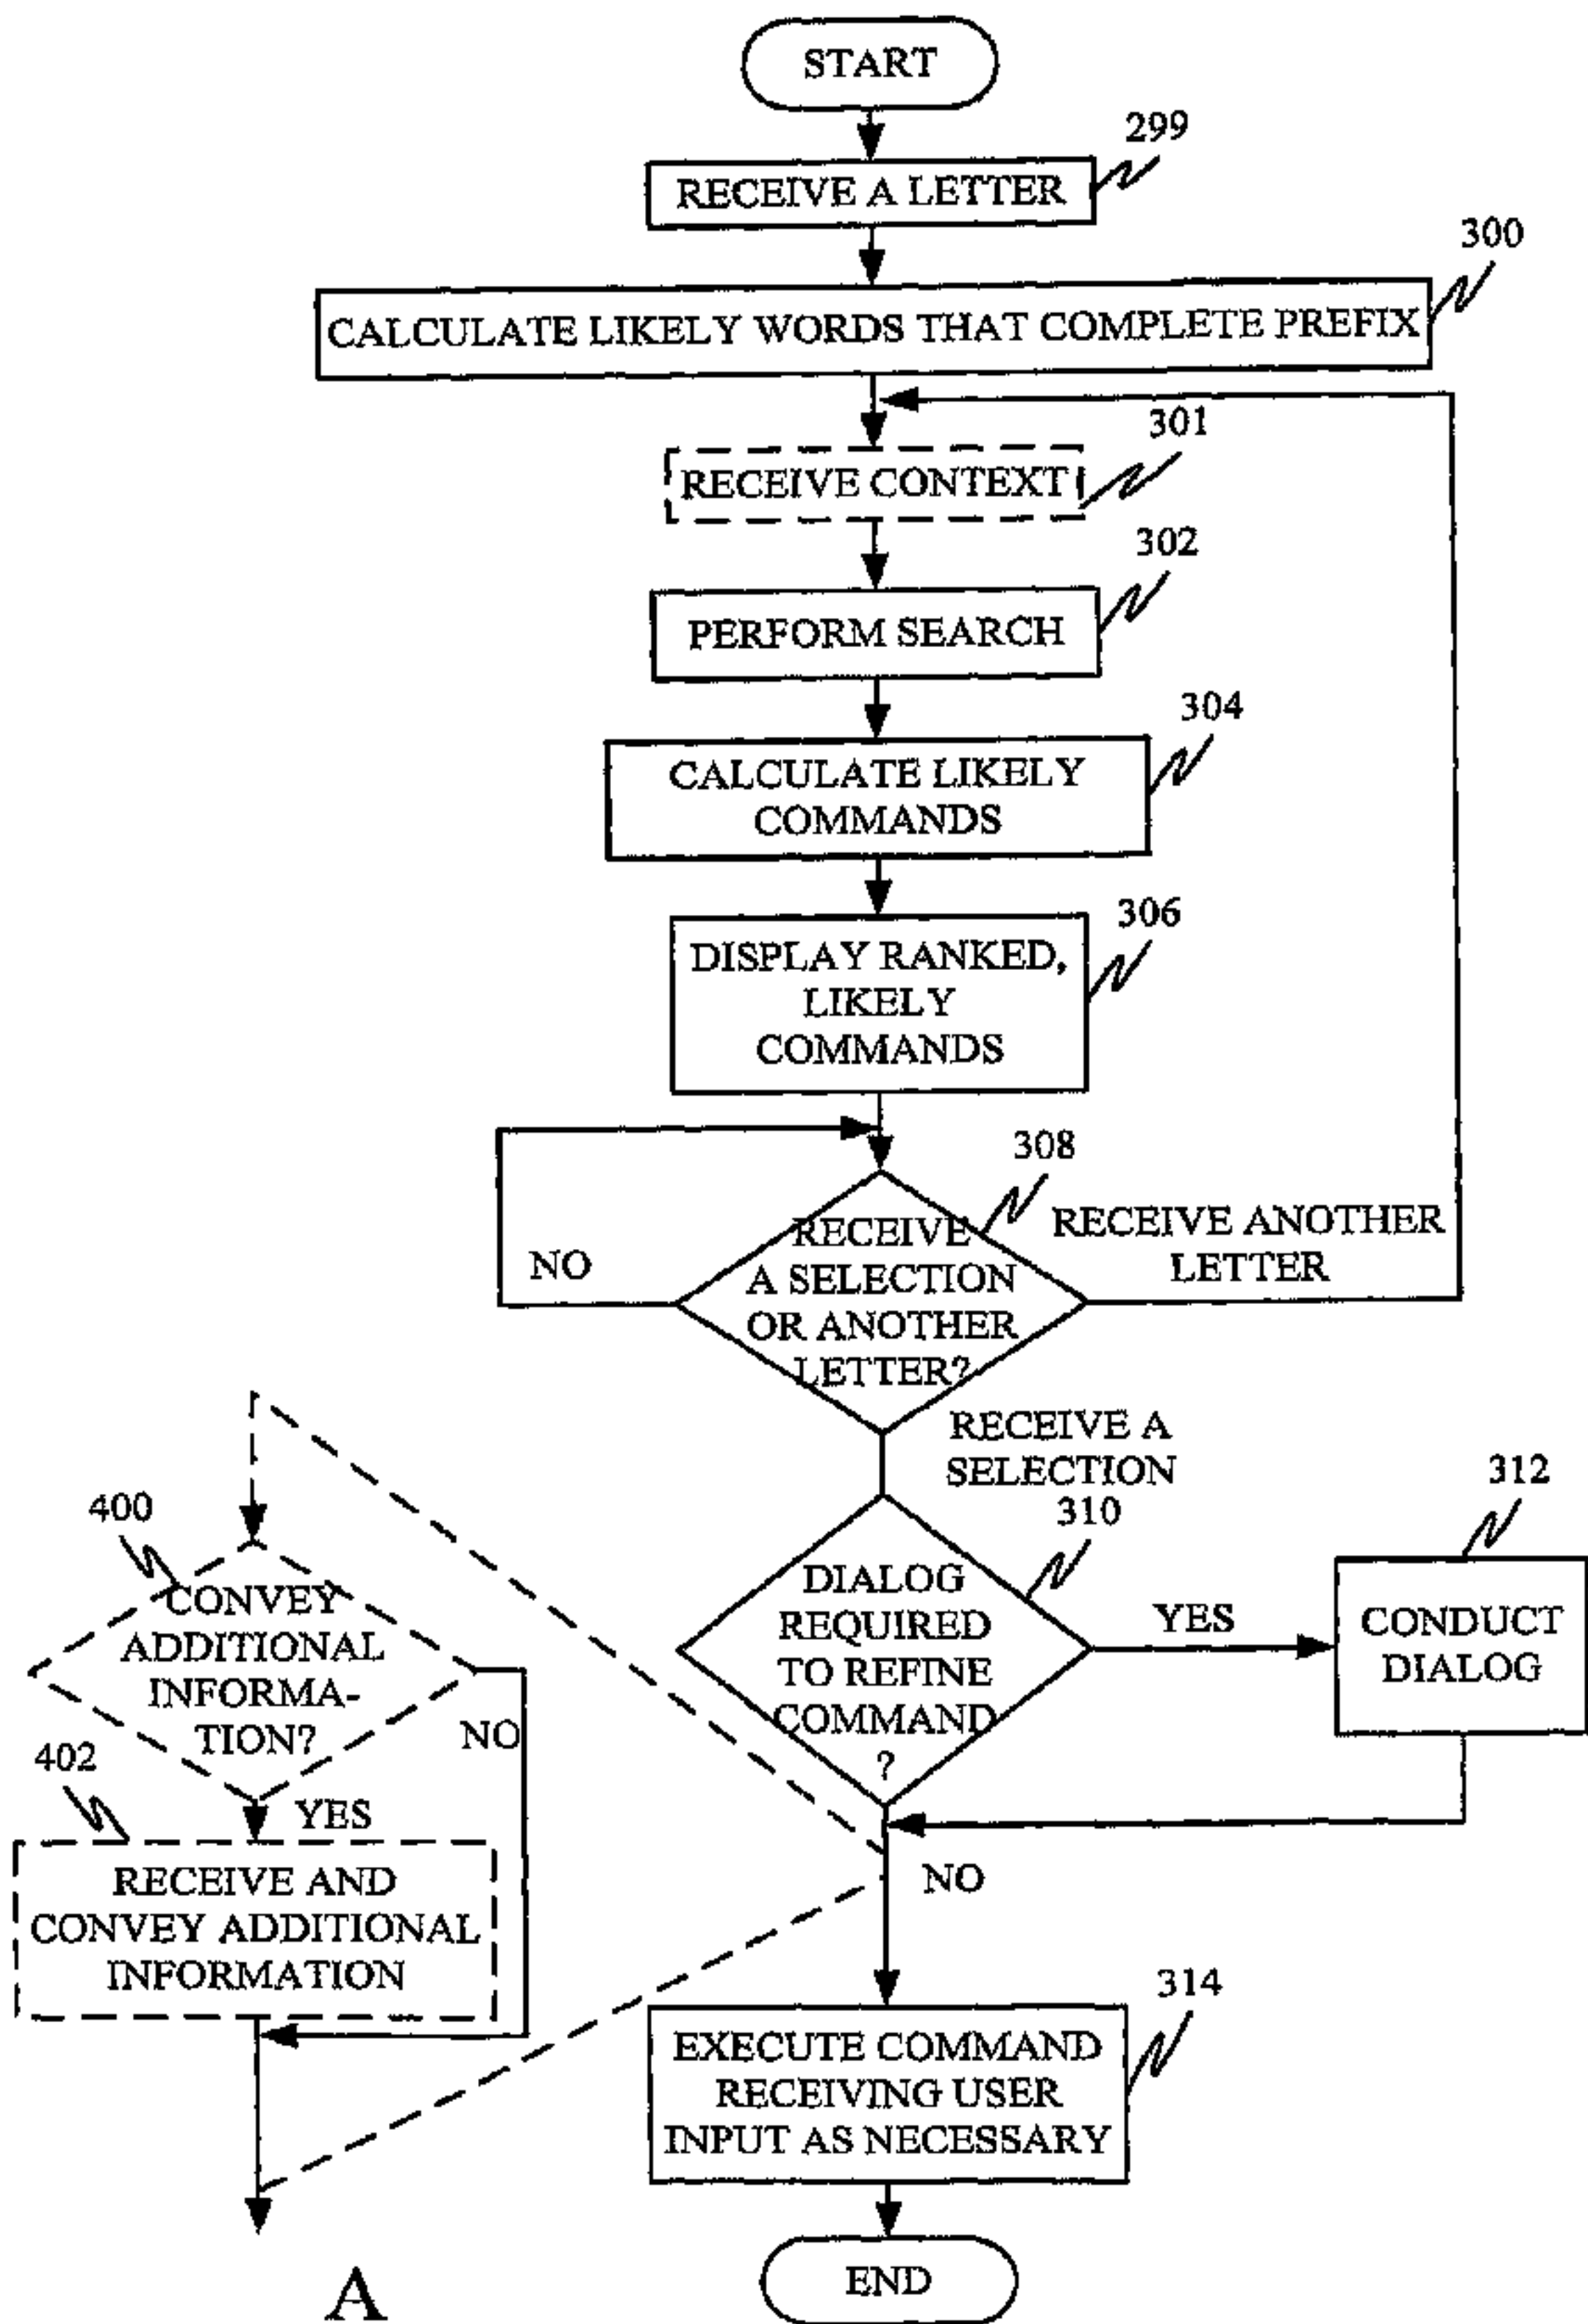 START
299
RECEIVE A LETTER
300
CALCULATE LIKELY WORDS THAT COMPLETE PREFIX
301
RECEIVE CONTEXT
302
PERFORM SEARCH
304
CALCULATE LIKELY
COMMANDS
306
DISPLAY RANKED,
LIKELY
COMMANDS
308
RECEIVE
A SELECTION
OR ANOTHER
LETTER?
NO
RECEIVE ANOTHER
LETTER
RECEIVE A
SELECTION
310
DIALOG
REQUIRED
TO REFINE
COMMAND
?
YES
312
CONDUCT
DIALOG
NO
400
CONVEY
ADDITIONAL
INFORMA-
TION?
NO
YES
402
RECEIVE AND
CONVEY ADDITIONAL
INFORMATION
314
EXECUTE COMMAND
RECEIVING USER
INPUT AS NECESSARY
END
A